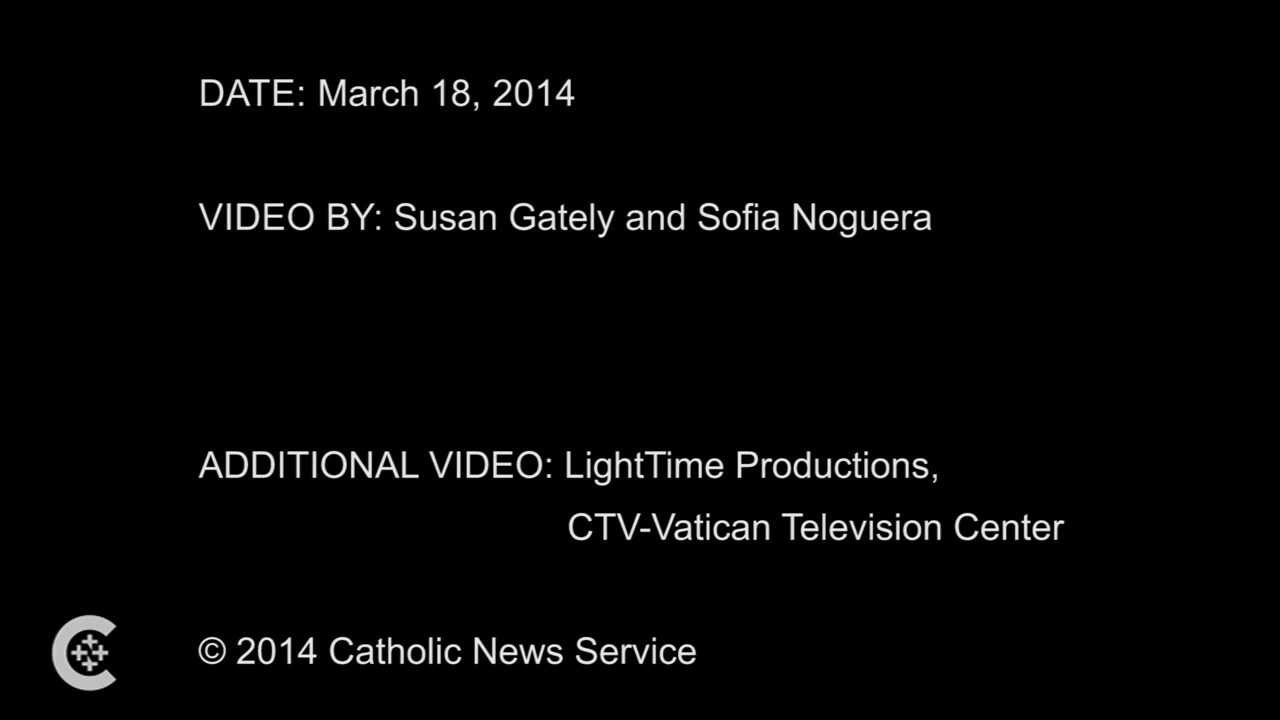 DATE: March 18, 2014
VIDEO BY: Susan Gately and Sofia Noguera
ADDITIONAL VIDEO: LightTime Productions,
CTV-Vatican Television Center
© 2014 Catholic News Service